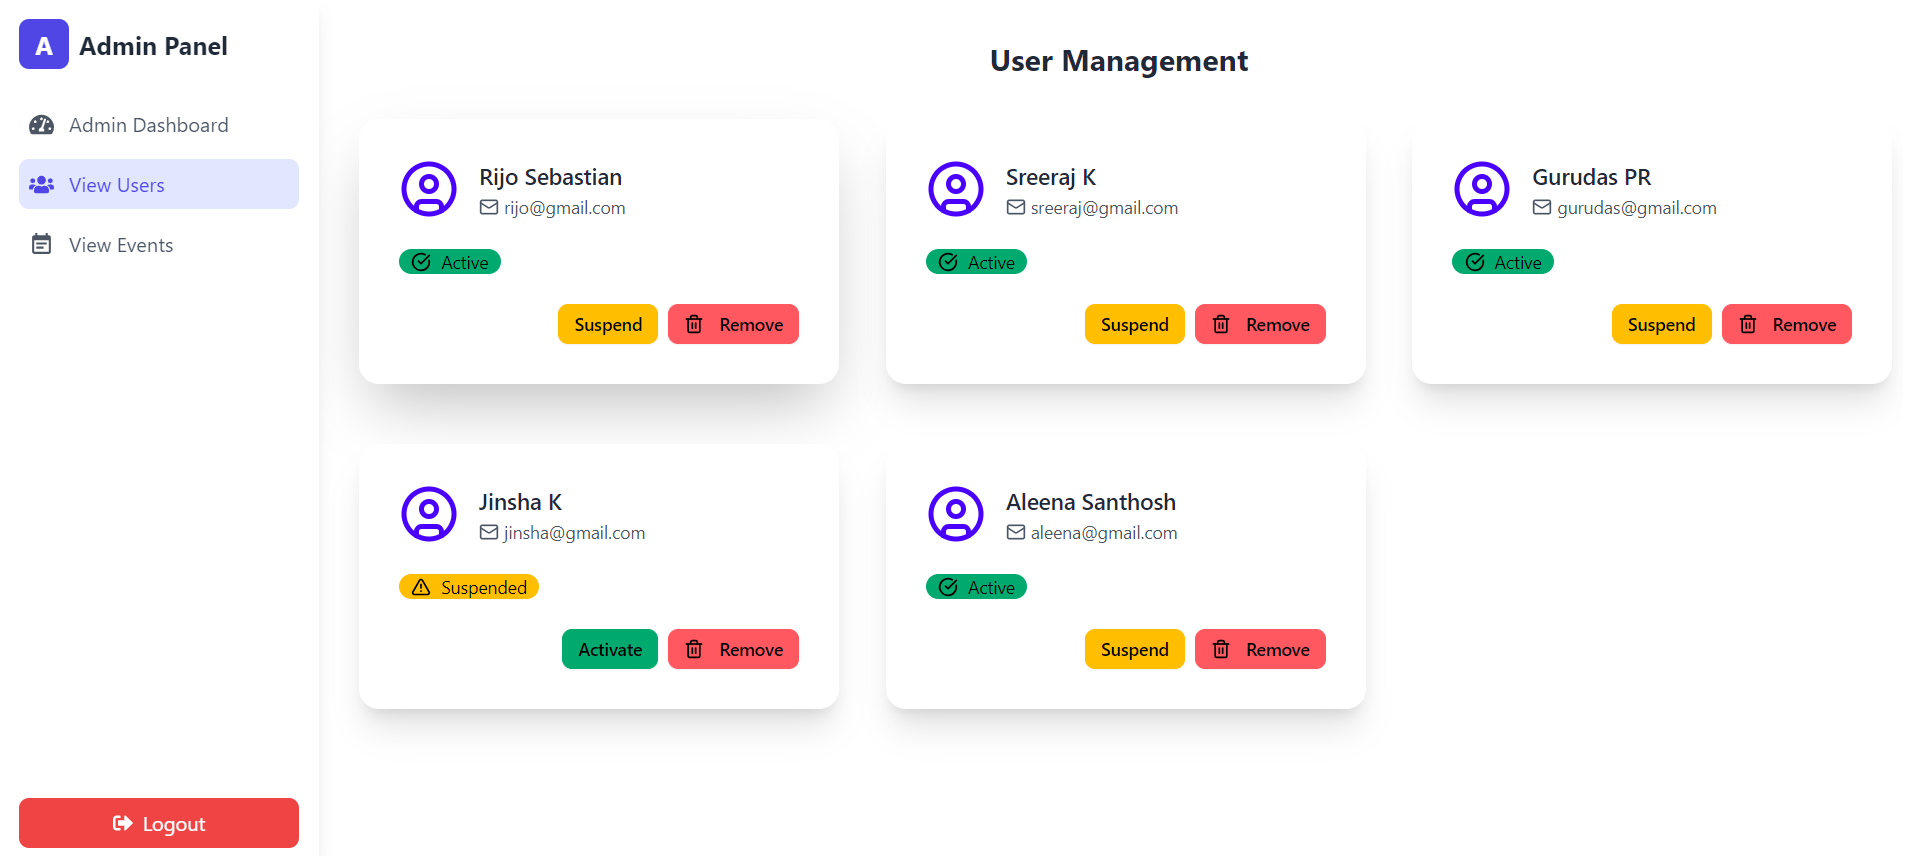 A Admin Panel
Admin Dashboard
View Users
View Events
Logout
User Management
Rijo Sebastian
rijo@gmail.com
Active
Suspend Remove
Sreeraj K
sreeraj@gmail.com
Active
Suspend Remove
Gurudas PR
gurudas@gmail.com
Active
Suspend Remove
Jinsha K
jinsha@gmail.com
Suspended
Activate Remove
Aleena Santhosh
aleena@gmail.com
Active
Suspend Remove